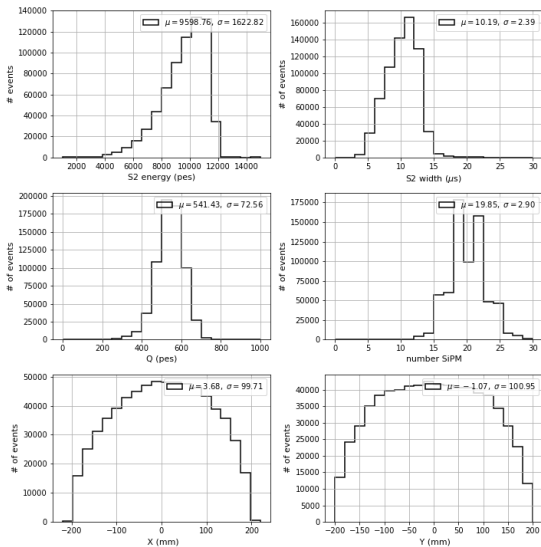 140000
120000
100000
80000
60000
40000
20000
0
# of events
μ=9598.76, σ=1622.82
2000 4000 6000 8000 10000 12000 14000
S2 energy (pes)
160000
140000
120000
100000
80000
60000
40000
20000
0
# of events
μ=10.19, σ=2.39
0 5 10 15 20 25 30
S2 width (μs)
200000
175000
150000
125000
100000
75000
50000
25000
0
# of events
μ=541.43, σ=72.56
0 200 400 600 800 1000
Q (pes)
175000
150000
125000
100000
75000
50000
25000
0
# of events
μ=19.85, σ=2.90
0 5 10 15 20 25 30
number SiPM
50000
40000
30000
20000
10000
0
# of events
μ=3.68, σ=99.71
−200 −100 0 100 200
X (mm)
40000
35000
30000
25000
20000
15000
10000
5000
0
# of events
μ=−1.07, σ=100.95
−200 −150 −100 −50 0 50 100 150 200
Y (mm)